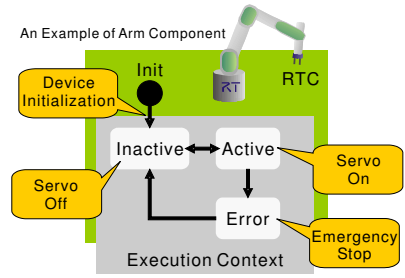 An Example of Arm Component
Init
Device
Initialization
RT
RTC
Inactive
Active
Servo
Off
Servo
On
Error
Emergency
Stop
Execution Context